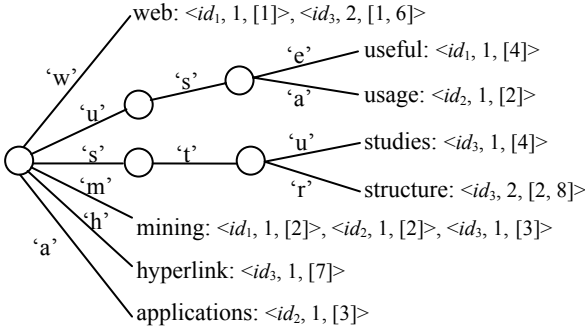 web: <id₁, 1, [1]>, <id₃, 2, [1, 6]>
‘w’
‘e’
useful: <id₁, 1, [4]>
‘s’
‘a’
usage: <id₂, 1, [2]>
‘u’
‘u’
studies: <id₃, 1, [4]>
‘s’
‘t’
‘r’
structure: <id₃, 2, [2, 8]>
‘m’
mining: <id₁, 1, [2]>, <id₂, 1, [2]>, <id₃, 1, [3]>
‘h’
hyperlink: <id₃, 1, [7]>
‘a’
applications: <id₂, 1, [3]>